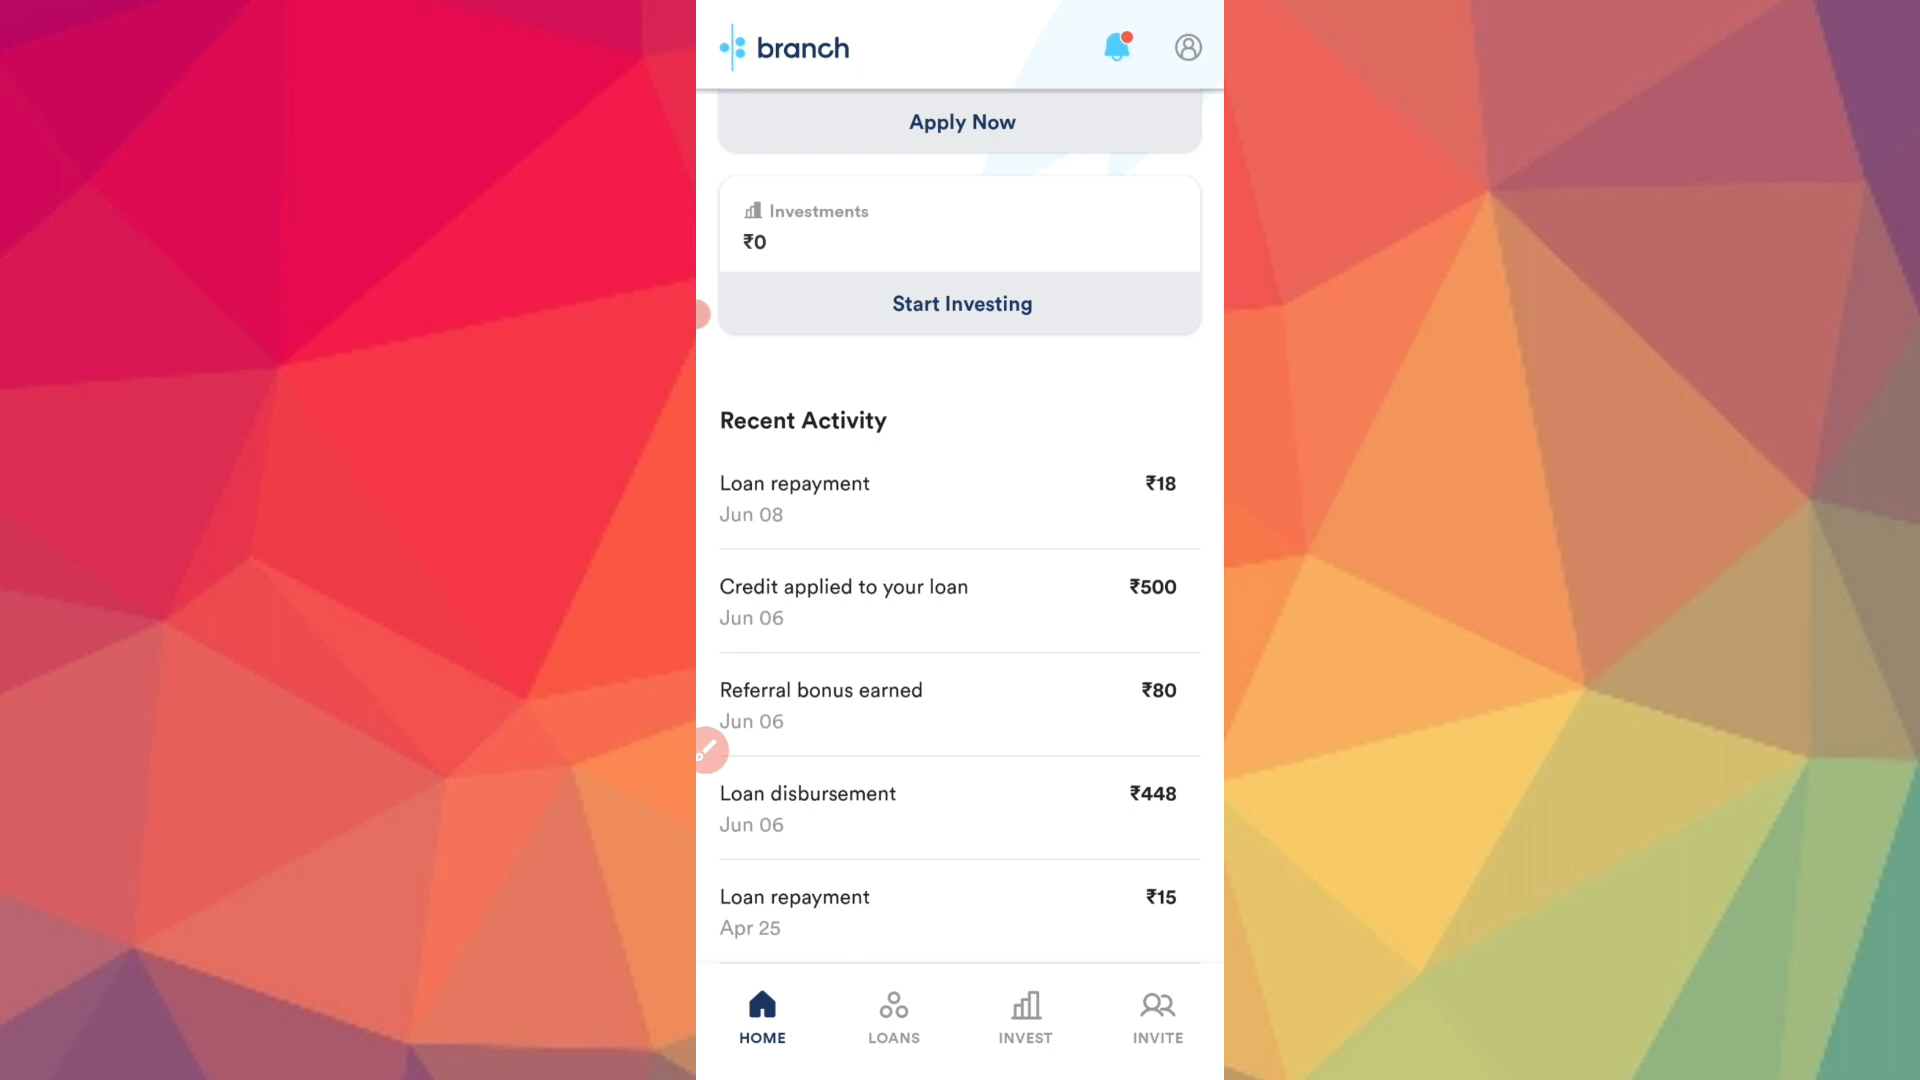 branch
Apply Now
Investments
₹0
Start Investing
Recent Activity
Loan repayment ₹18
Jun 08
Credit applied to your loan ₹500
Jun 06
Referral bonus earned ₹80
Jun 06
Loan disbursement ₹448
Jun 06
Loan repayment ₹15
Apr 25
HOME LOANS INVEST INVITE